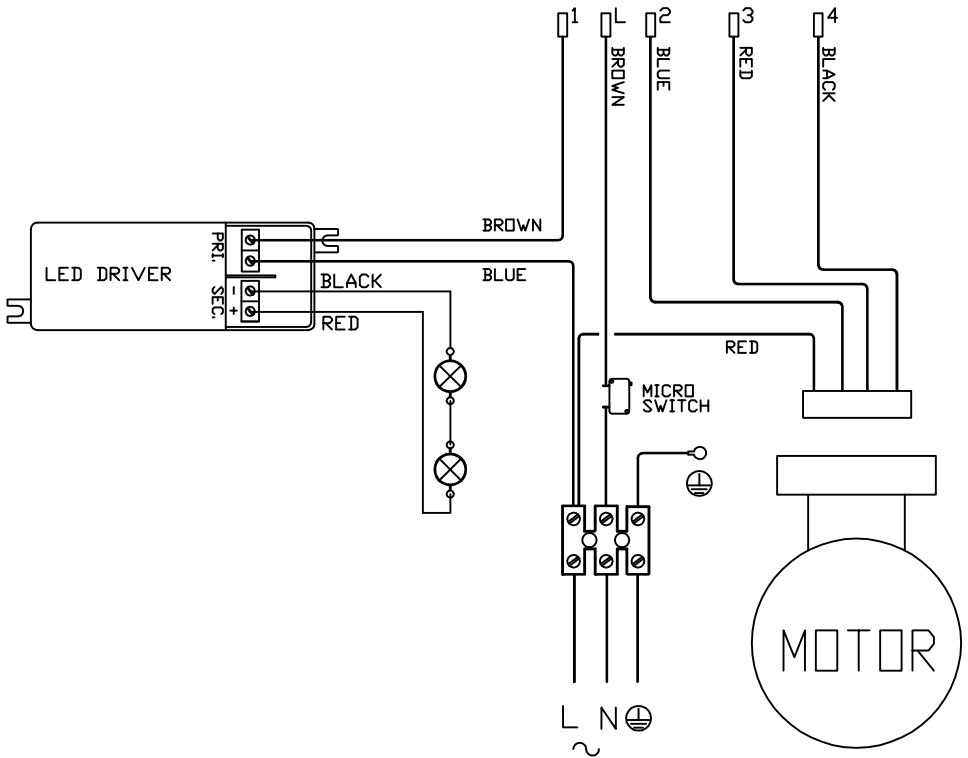 1 L 2 3 4
BROWN
BLUE
RED
BLACK
BROWN
PRI.
LED DRIVER
BLUE
BLACK
SEC.
-
+
RED
RED
MICRO
SWITCH
MOTOR
L N
~